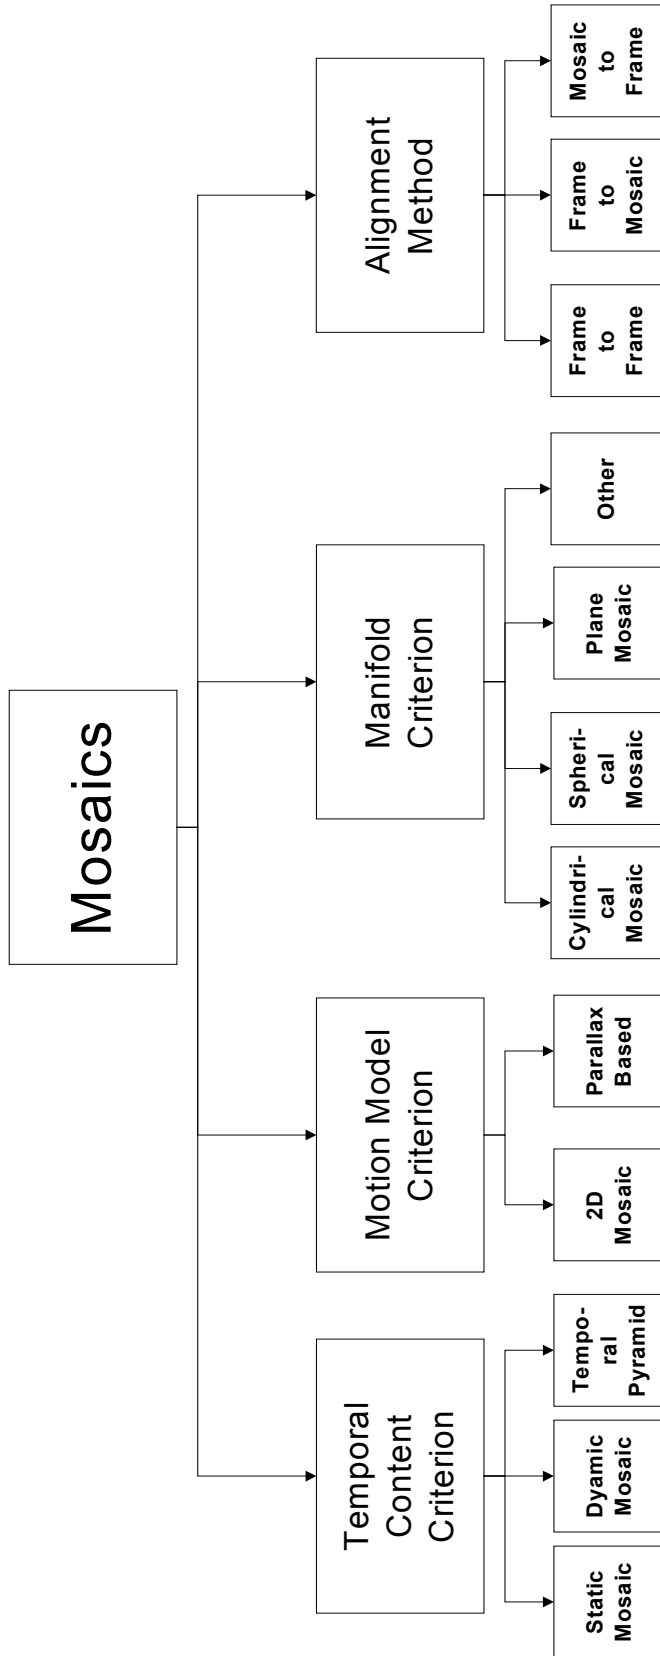 Mosaics
Temporal
Content
Criterion
Motion Model
Criterion
Manifold
Criterion
Alignment
Method
Static
Mosaic
Dyamic
Mosaic
Tempo-
ral
Pyramid
2D
Mosaic
Parallax
Based
Cylindri-
cal
Mosaic
Spheri-
cal
Mosaic
Plane
Mosaic
Other
Frame
to
Frame
Frame
to
Mosaic
Mosaic
to
Frame